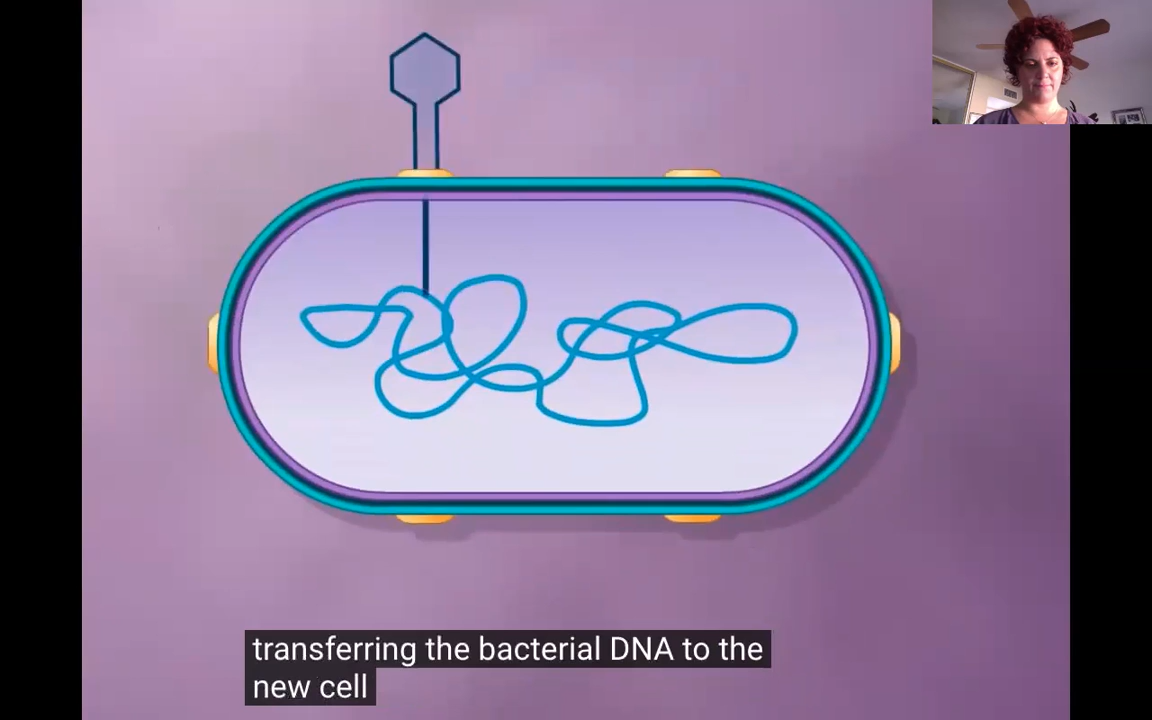 transferring the bacterial DNA to the
new cell